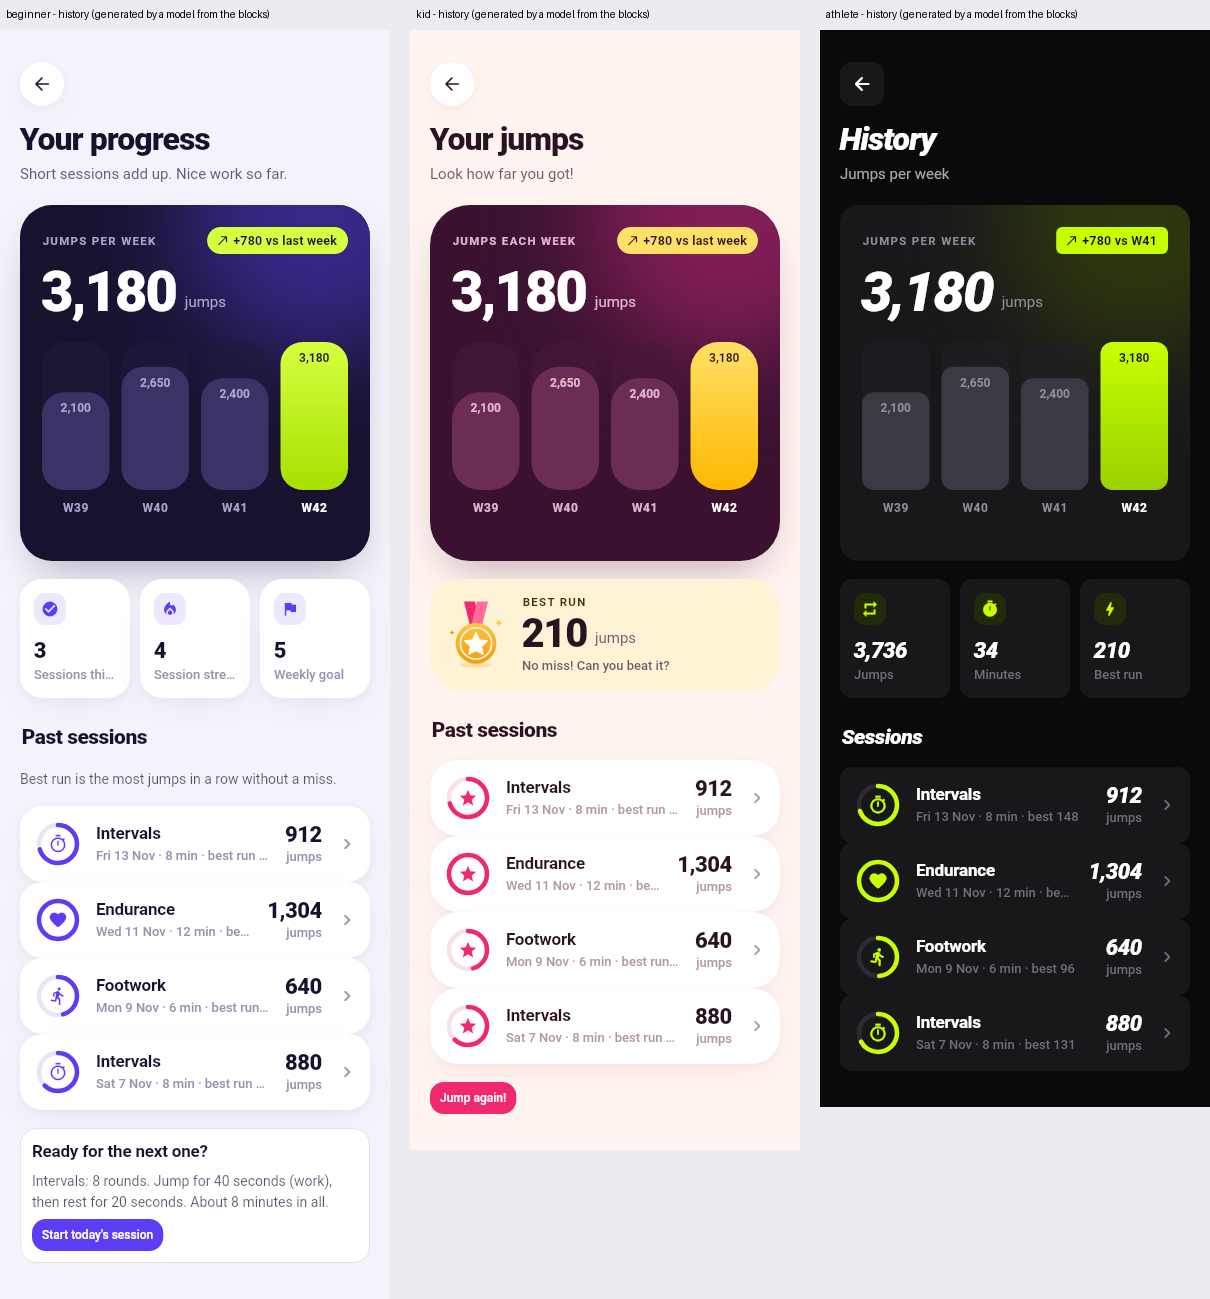 beginner - history (generated by a model from the blocks)
Your progress
Short sessions add up. Nice work so far.
JUMPS PER WEEK
+780 vs last week
3,180 jumps
2,100
2,650
2,400
3,180
W39
W40
W41
W42
3
Sessions thi...
4
Session stre...
5
Weekly goal
Past sessions
Best run is the most jumps in a row without a miss.
Intervals
Fri 13 Nov · 8 min · best run ...
912
jumps
Endurance
Wed 11 Nov · 12 min · be...
1,304
jumps
Footwork
Mon 9 Nov · 6 min · best run...
640
jumps
Intervals
Sat 7 Nov · 8 min · best run ...
880
jumps
Ready for the next one?
Intervals: 8 rounds. Jump for 40 seconds (work),
then rest for 20 seconds. About 8 minutes in all.
Start today's session
kid - history (generated by a model from the blocks)
Your jumps
Look how far you got!
JUMPS EACH WEEK
+780 vs last week
3,180 jumps
2,100
2,650
2,400
3,180
W39
W40
W41
W42
BEST RUN
210 jumps
No miss! Can you beat it?
Past sessions
Intervals
Fri 13 Nov · 8 min · best run ...
912
jumps
Endurance
Wed 11 Nov · 12 min · be...
1,304
jumps
Footwork
Mon 9 Nov · 6 min · best run...
640
jumps
Intervals
Sat 7 Nov · 8 min · best run ...
880
jumps
Jump again!
athlete - history (generated by a model from the blocks)
History
Jumps per week
JUMPS PER WEEK
+780 vs W41
3,180 jumps
2,100
2,650
2,400
3,180
W39
W40
W41
W42
3,736
Jumps
34
Minutes
210
Best run
Sessions
Intervals
Fri 13 Nov · 8 min · best 148
912
jumps
Endurance
Wed 11 Nov · 12 min · be...
1,304
jumps
Footwork
Mon 9 Nov · 6 min · best 96
640
jumps
Intervals
Sat 7 Nov · 8 min · best 131
880
jumps